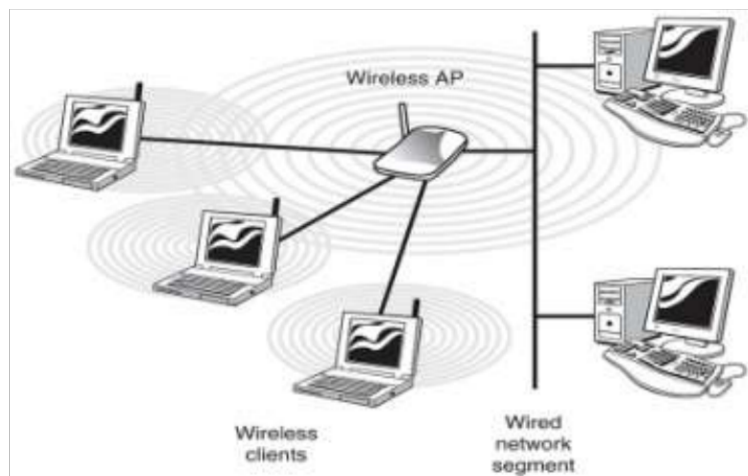 Wireless AP
Wireless
clients
Wired
network
segment